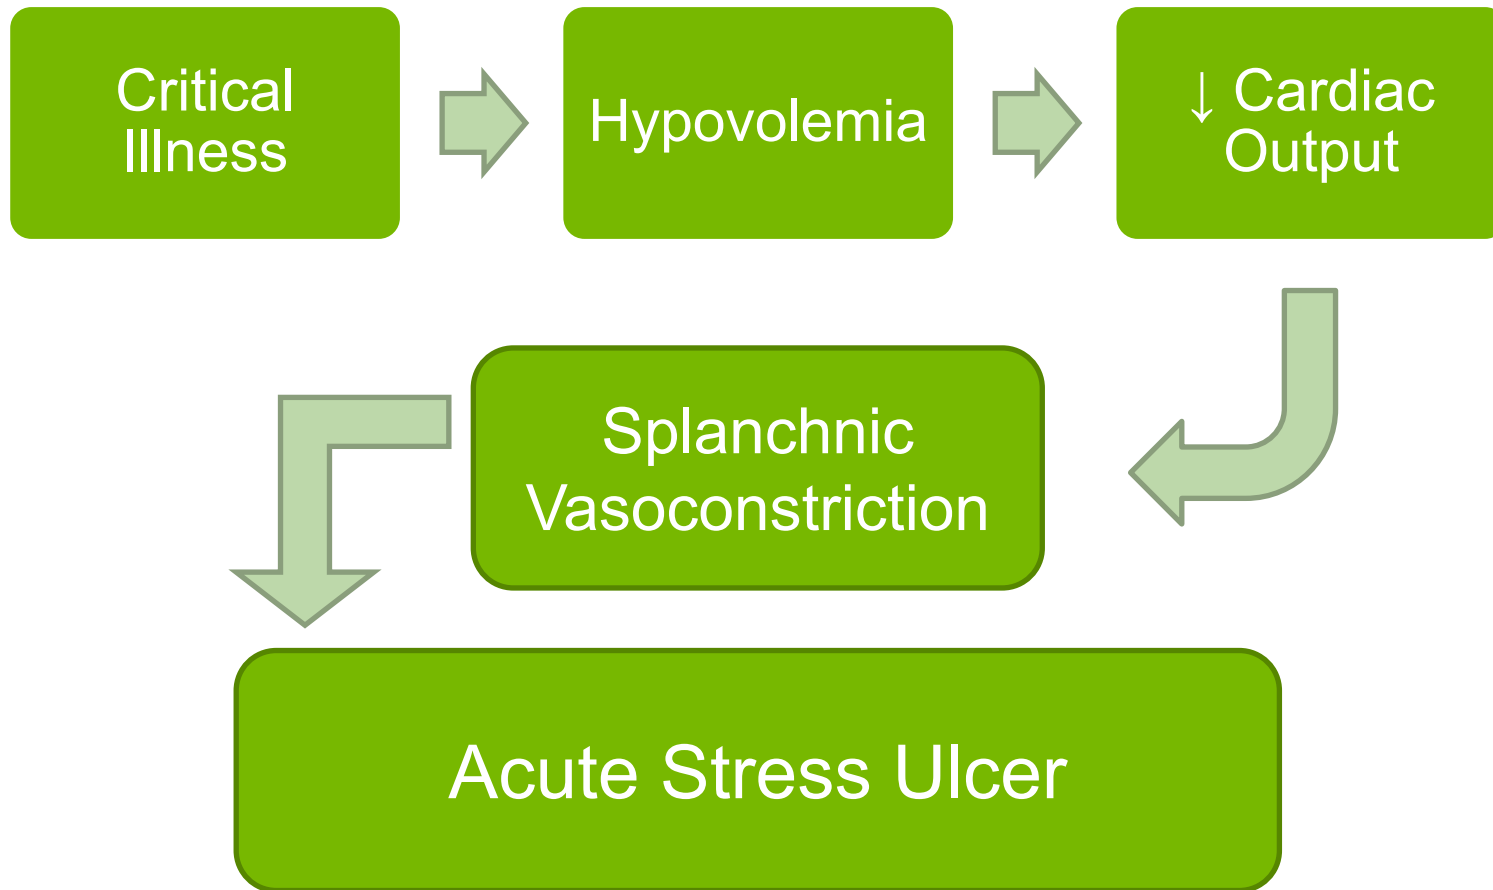 Critical
Illness
Hypovolemia
↓ Cardiac
Output
Splanchnic
Vasoconstriction
Acute Stress Ulcer